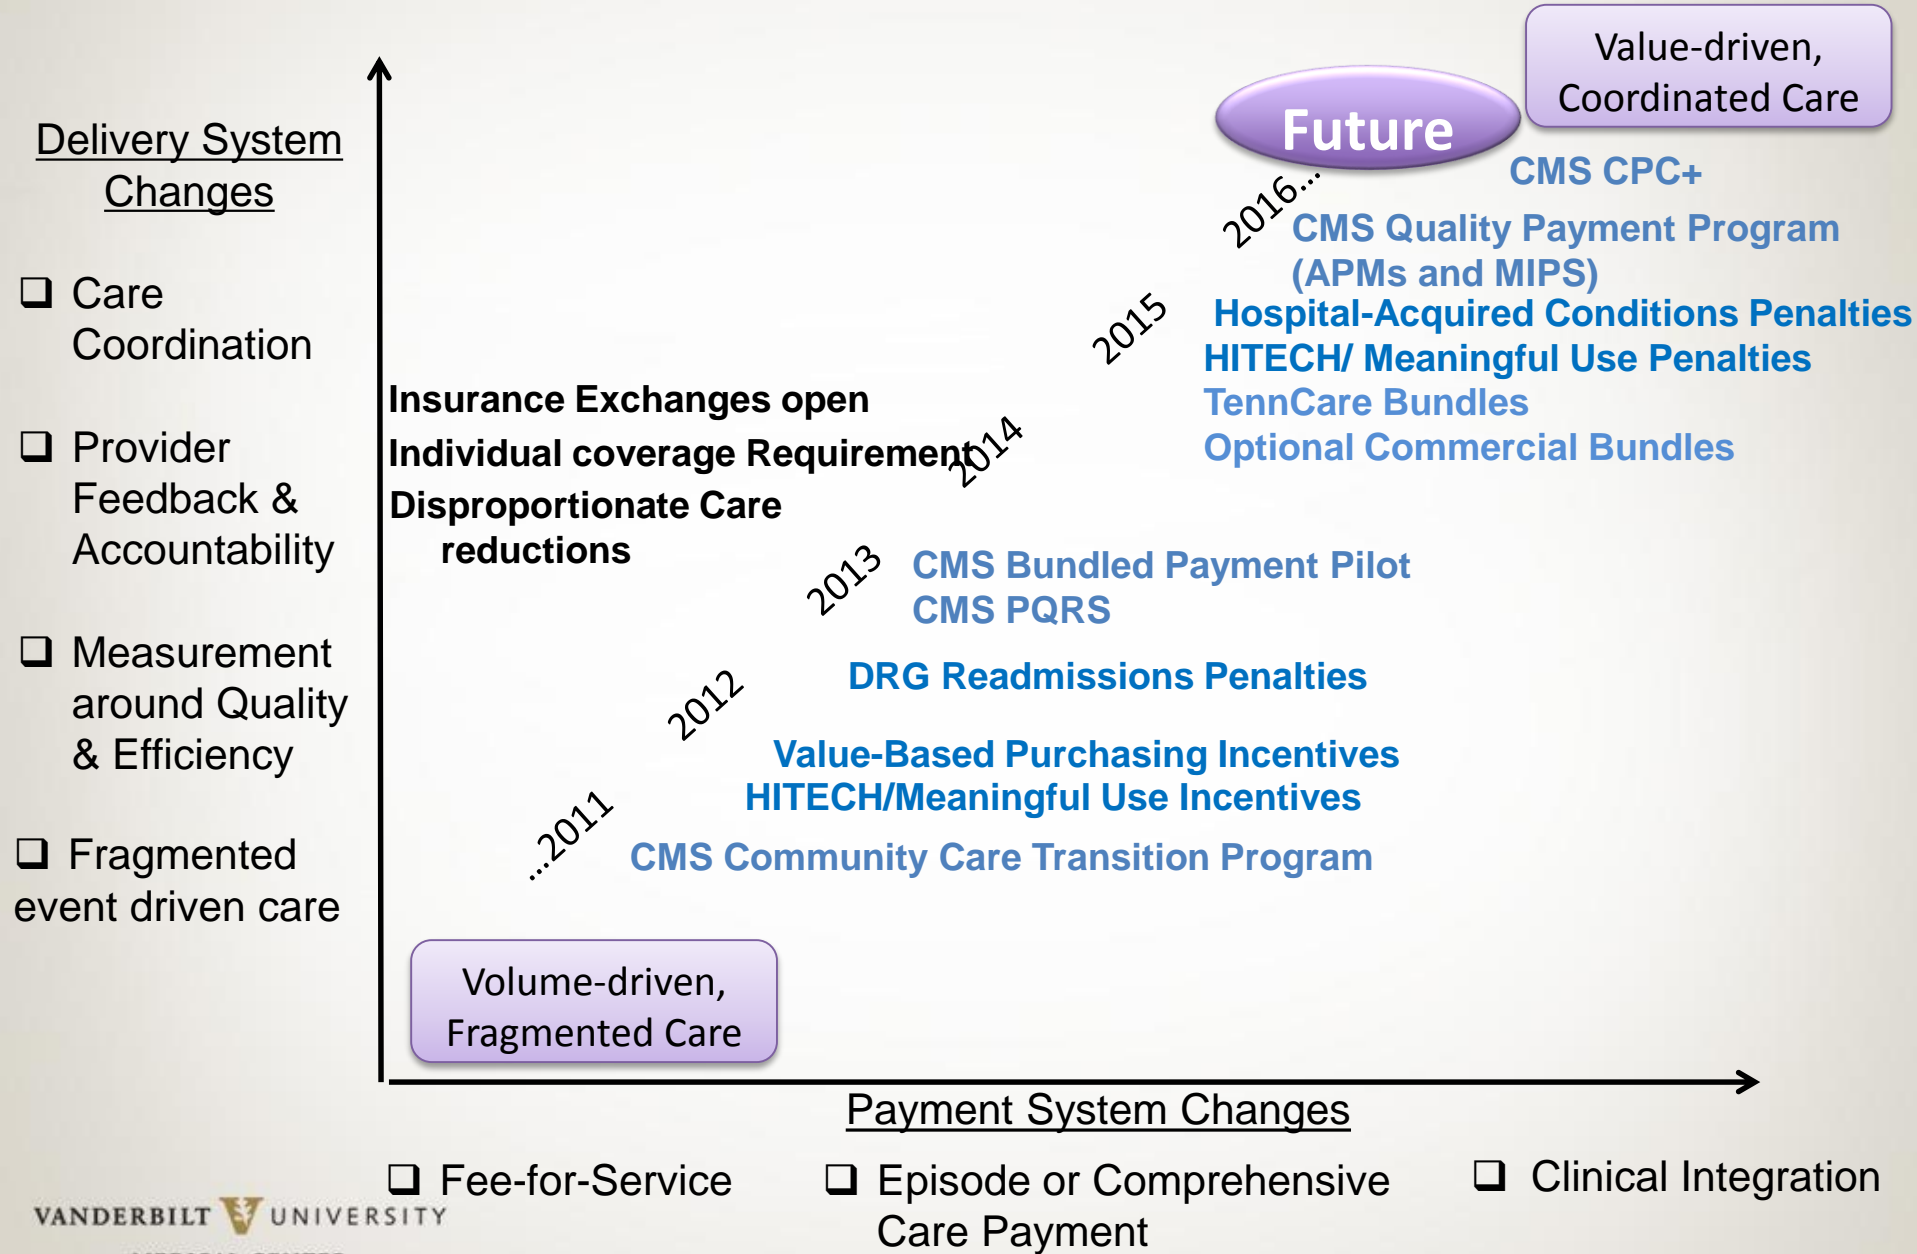 Value-driven,
Coordinated Care
Future
Delivery System
Changes
❑ Care
Coordination
❑ Provider
Feedback &
Accountability
❑ Measurement
around Quality
& Efficiency
❑ Fragmented
event driven care
CMS CPC+
2016...
CMS Quality Payment Program
(APMs and MIPS)
2015
Hospital-Acquired Conditions Penalties
HITECH/ Meaningful Use Penalties
TennCare Bundles
Optional Commercial Bundles
Insurance Exchanges open
Individual coverage Requirement
Disproportionate Care
reductions
2014
2013
CMS Bundled Payment Pilot
CMS PQRS
2012
DRG Readmissions Penalties
Value-Based Purchasing Incentives
HITECH/Meaningful Use Incentives
...2011
CMS Community Care Transition Program
Volume-driven,
Fragmented Care
Payment System Changes
❑ Fee-for-Service
❑ Episode or Comprehensive
Care Payment
❑ Clinical Integration
VANDERBILT UNIVERSITY